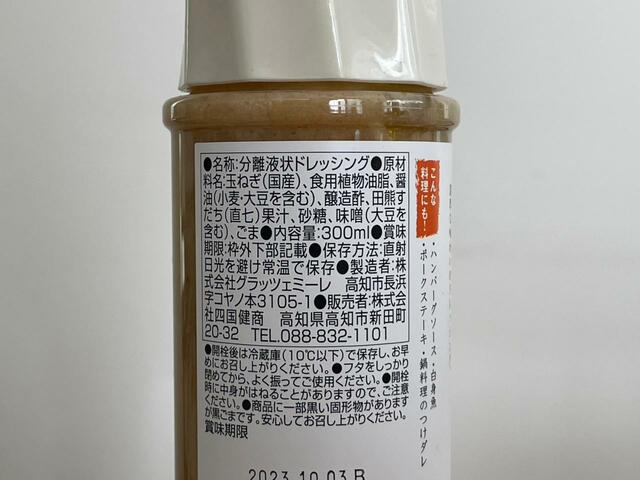 ●名称:分離液状ドレッシング●原材
料名:玉ねぎ(国産)、食用植物油脂、醤
油(小麦・大豆を含む)、醸造酢、田熊す
だち(直七)果汁、砂糖、味噌(大豆を
含む)、ごま●内容量:300ml●賞味
期限:枠外下部記載●保存方法:直射
日光を避け常温で保存●製造者:株
式会社グラッツェミーレ 高知市長浜
字コヤノ本3105-1●販売者:株式会
社四国健商 高知県高知市新田町
20-32 TEL.088-832-1101
●開栓後は冷蔵庫(10℃以下)で保存し、お早
めにお召し上がりください。●フタをしっかり
閉めてから、よく振ってご使用ください。●開栓
時に中身がはねることがありますので、ご注意
ください。●商品に一部黒い固形物があります
が黒ごまです。安心してお召し上がりください。
賞味期限
2023.10.03 B
こんな
料理にも!
・ハンバーグソース・白身魚
・ポークステーキ・鍋料理のつけダレ